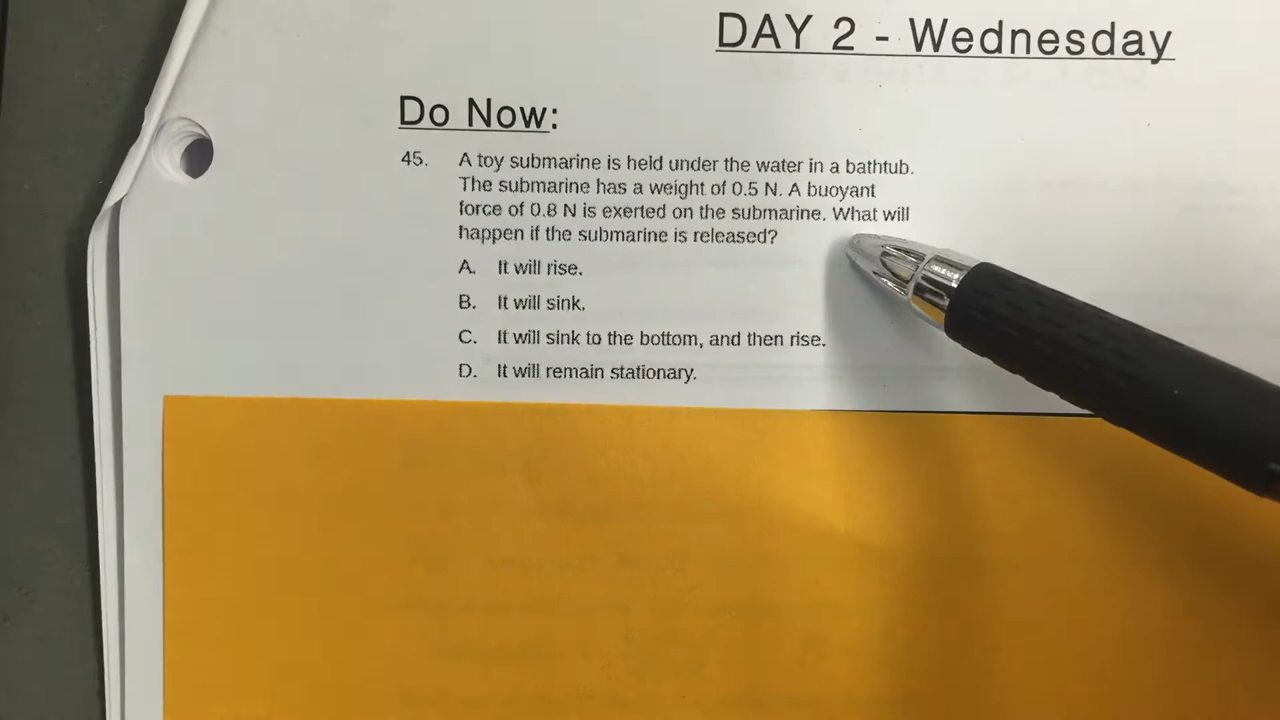 DAY 2 - Wednesday
Do Now:
45. A toy submarine is held under the water in a bathtub.
The submarine has a weight of 0.5 N. A buoyant
force of 0.8 N is exerted on the submarine. What will
happen if the submarine is released?
A. It will rise.
B. It will sink.
C. It will sink to the bottom, and then rise.
D. It will remain stationary.